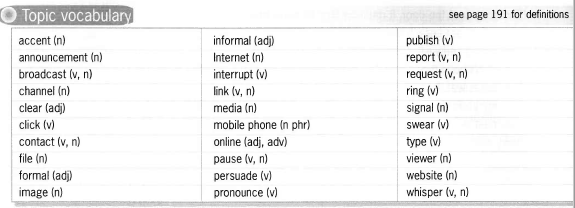 Topic vocabulary
see page 191 for definitions
accent (n)
announcement (n)
broadcast (v, n)
channel (n)
clear (adj)
click (v)
contact (v, n)
file (n)
formal (adj)
image (n)
informal (adj)
Internet (n)
interrupt (v)
link (v, n)
media (n)
mobile phone (n phr)
online (adj, adv)
pause (v, n)
persuade (v)
pronounce (v)
publish (v)
report (v, n)
request (v, n)
ring (v)
signal (n)
swear (v)
type (v)
viewer (n)
website (n)
whisper (v, n)